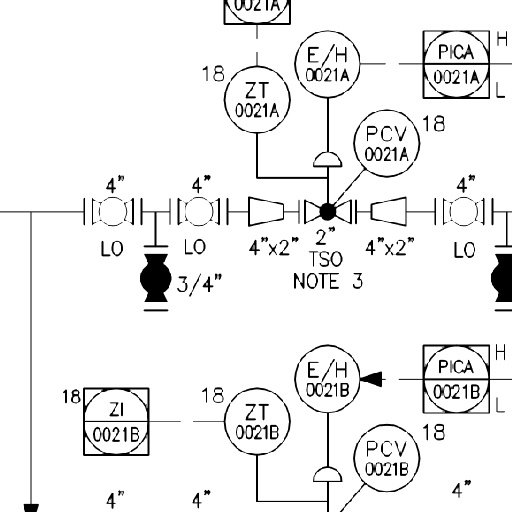 0021A
E/H
0021A
PICA
0021A
H
L
18
ZT
0021A
PCV
0021A
18
4"
4"
4"
LO
LO
4"x2"
2"
4"x2"
LO
TSO
NOTE 3
3/4"
E/H
0021B
PICA
0021B
H
L
18
ZI
0021B
18
ZT
0021B
PCV
0021B
18
4"
4"
4"